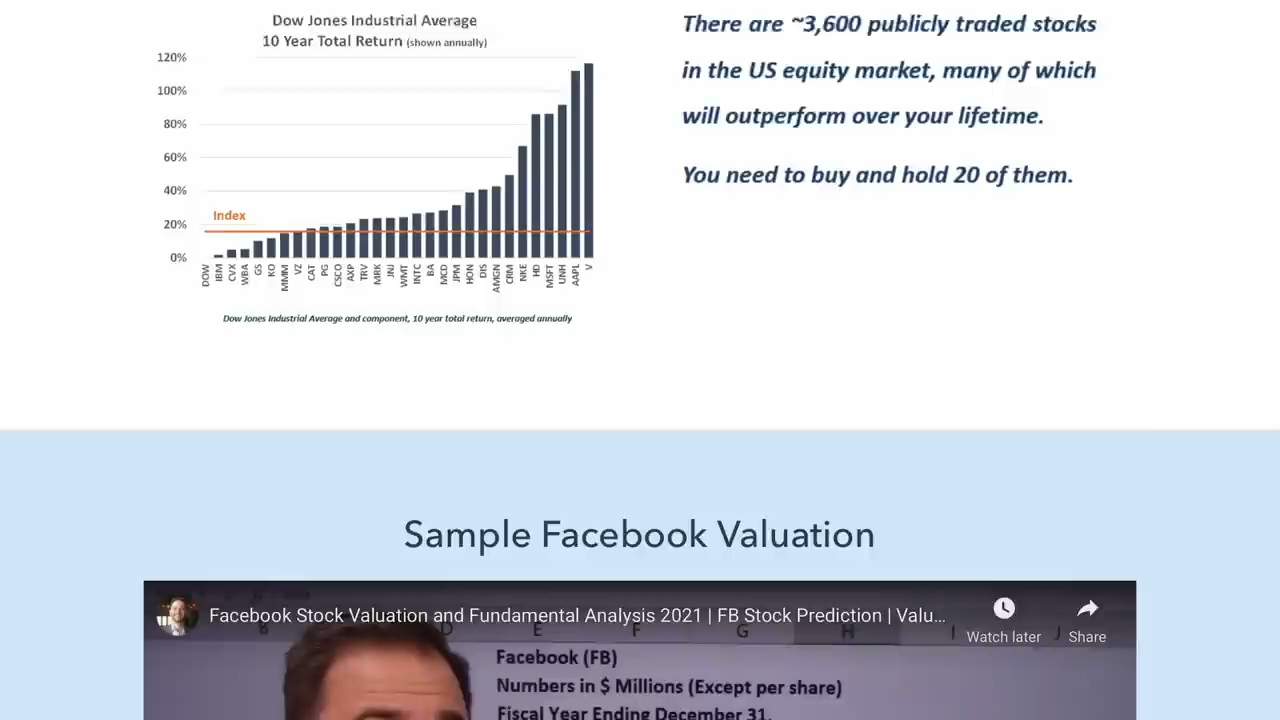 Dow Jones Industrial Average
10 Year Total Return (shown annually)
120%
100%
80%
60%
40%
20%
0%
Index
DOW
IBM
CVX
WBA
GS
KO
MMM
VZ
CAT
PG
CSCO
AXP
TRV
MRK
JNJ
WMT
INTC
BA
MCD
JPM
HON
DIS
AMGN
CRM
NKE
HD
MSFT
UNH
AAPL
V
Dow Jones Industrial Average and component, 10 year total return, averaged annually
There are ~3,600 publicly traded stocks
in the US equity market, many of which
will outperform over your lifetime.
You need to buy and hold 20 of them.
Sample Facebook Valuation
Facebook Stock Valuation and Fundamental Analysis 2021 | FB Stock Prediction | Valu...
Watch later
Share
B D E F G H I J
Facebook (FB)
Numbers in $ Millions (Except per share)
Fiscal Year Ending December 31,